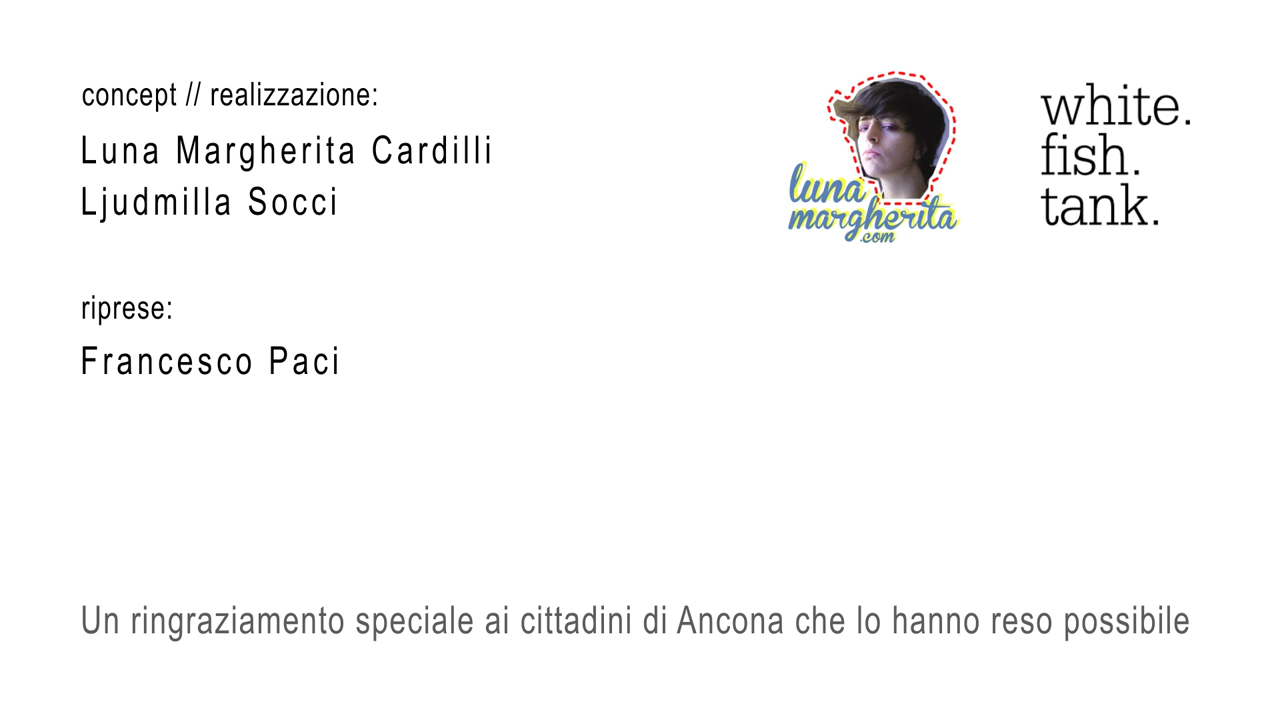 concept // realizzazione:
Luna Margherita Cardilli
Ljudmilla Socci
riprese:
Francesco Paci
luna
margherita
.com
white.
fish.
tank.
Un ringraziamento speciale ai cittadini di Ancona che lo hanno reso possibile